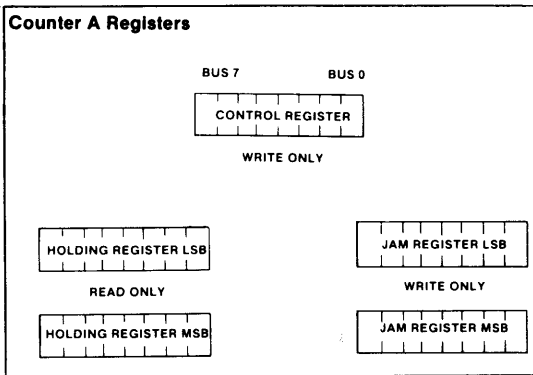 Counter A Registers
BUS 7 BUS 0
CONTROL REGISTER
WRITE ONLY
HOLDING REGISTER LSB
READ ONLY
HOLDING REGISTER MSB
JAM REGISTER LSB
WRITE ONLY
JAM REGISTER MSB